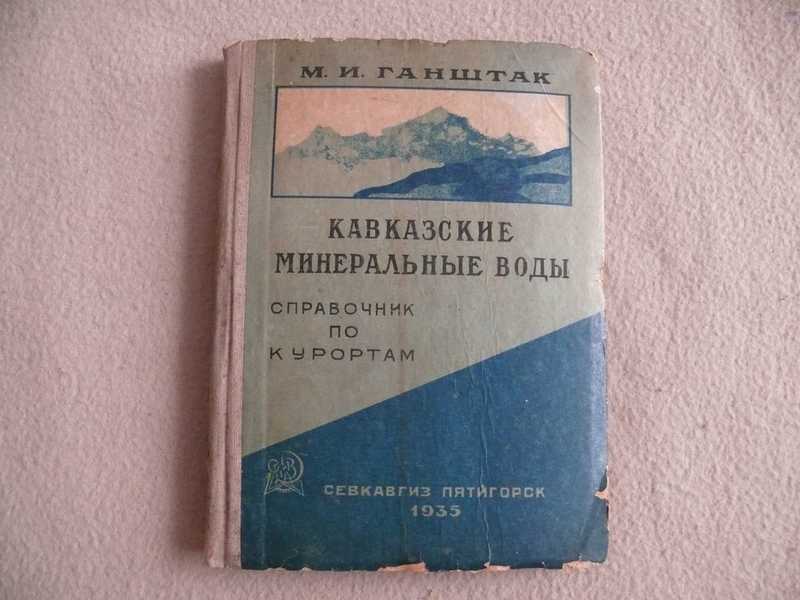 М. И. ГАНШТАК
КАВКАЗСКИЕ
МИНЕРАЛЬНЫЕ ВОДЫ
СПРАВОЧНИК
ПО
КУРОРТАМ
СЕВКАВГИЗ ПЯТИГОРСК
1935